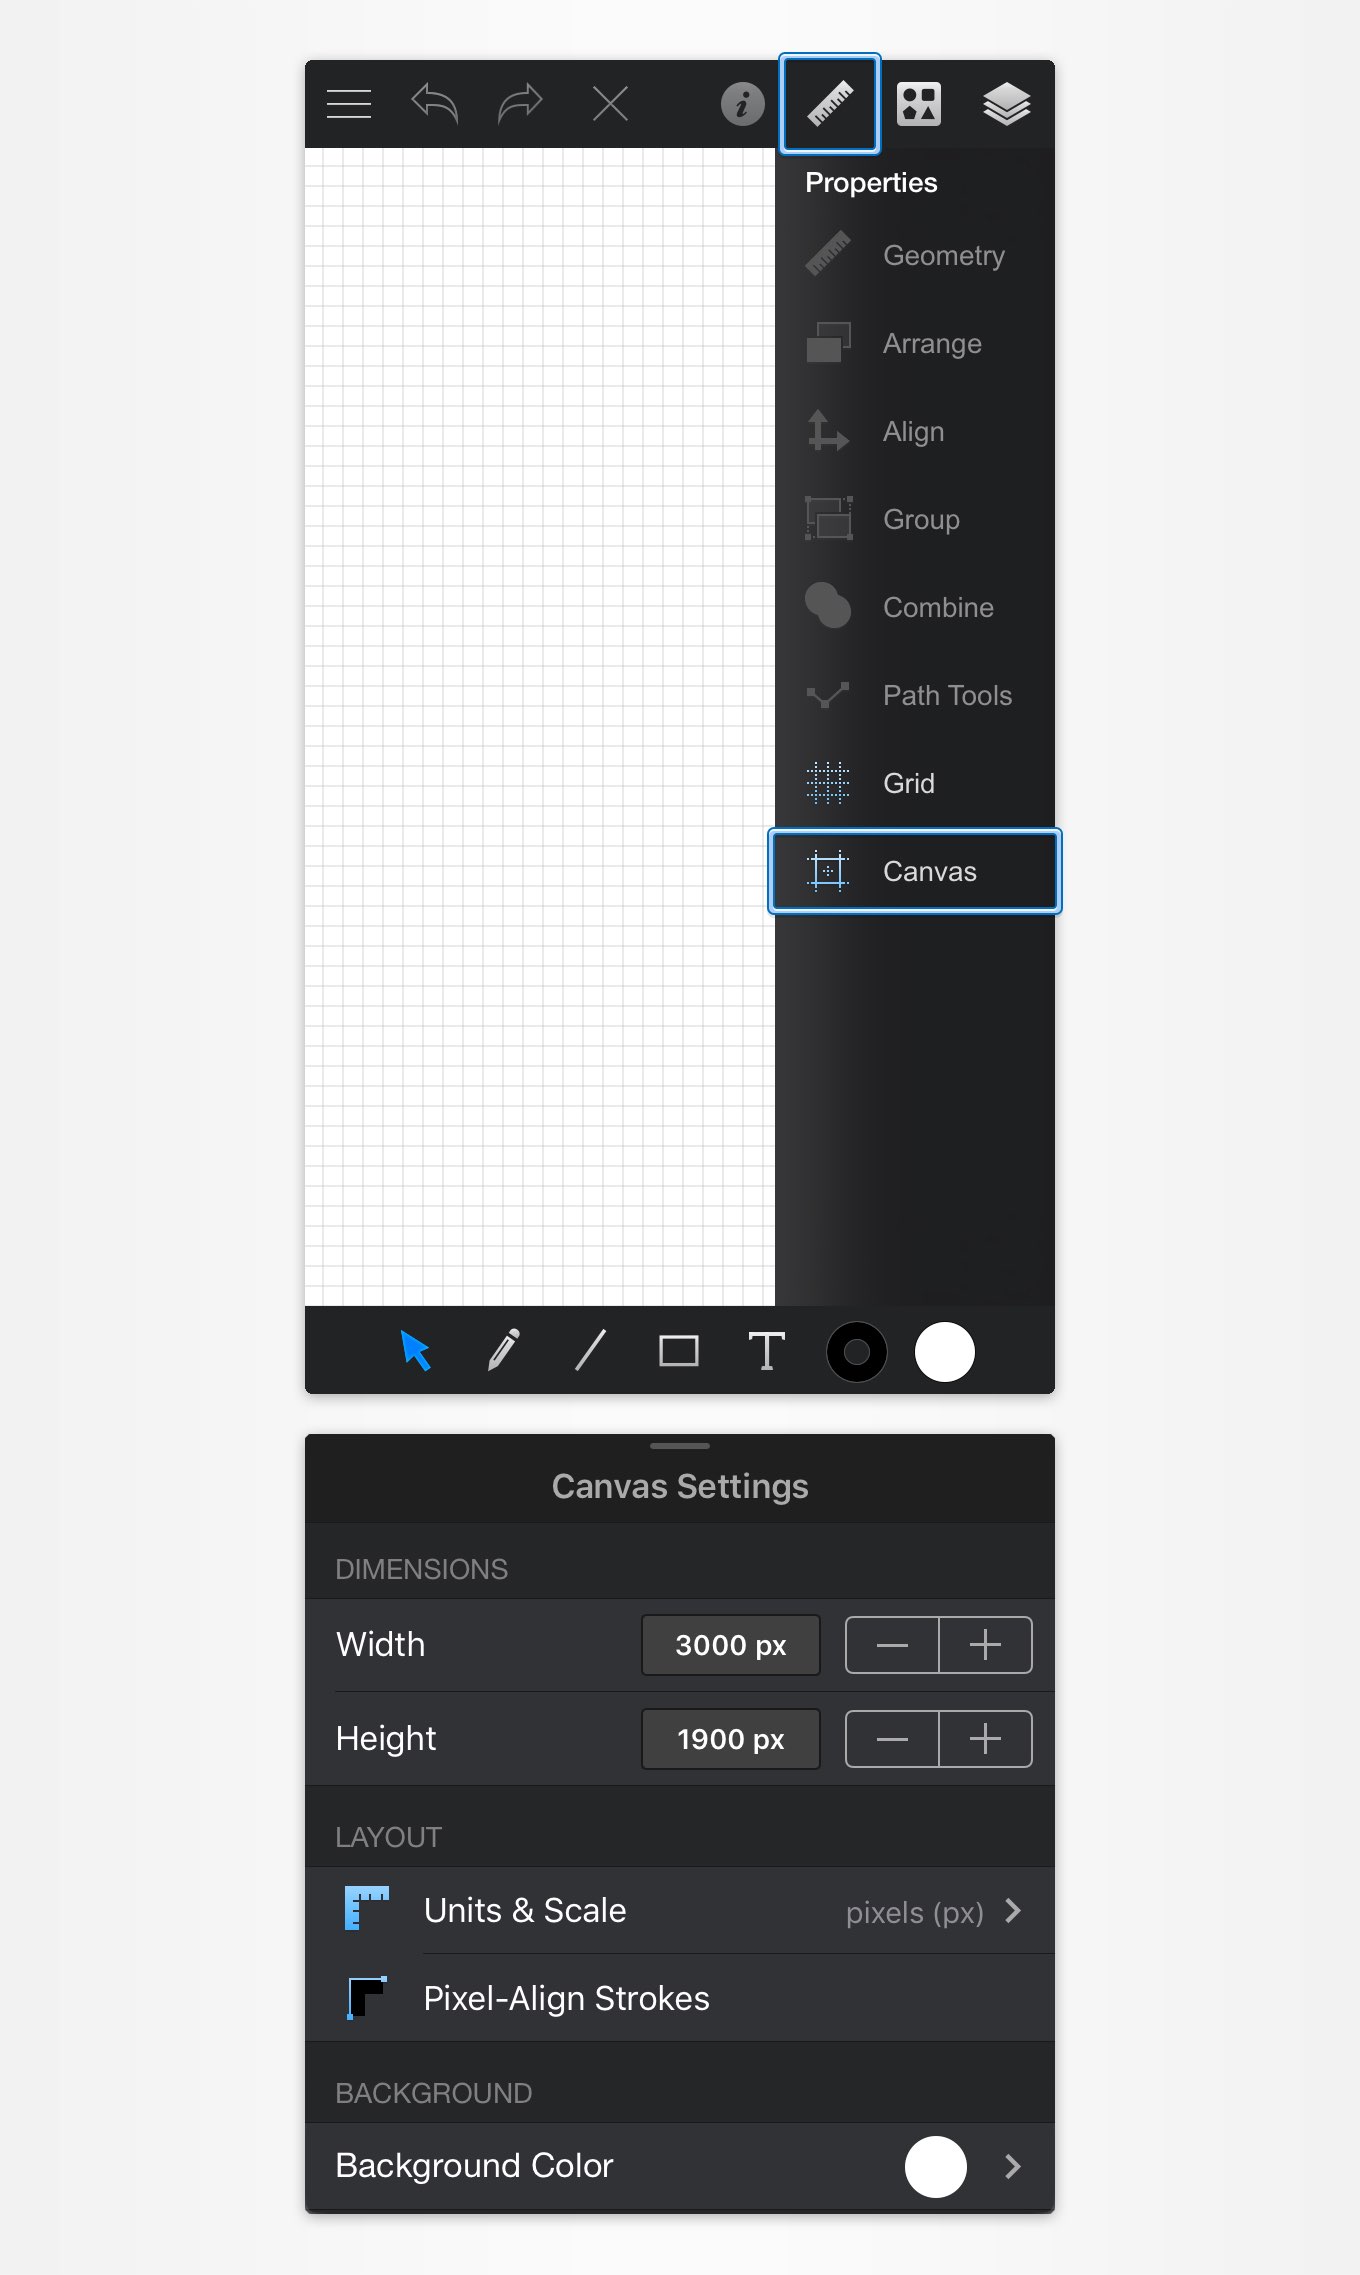 Properties
Geometry
Arrange
Align
Group
Combine
Path Tools
Grid
Canvas
Canvas Settings
DIMENSIONS
Width 3000 px
Height 1900 px
LAYOUT
Units & Scale pixels (px)
Pixel-Align Strokes
BACKGROUND
Background Color